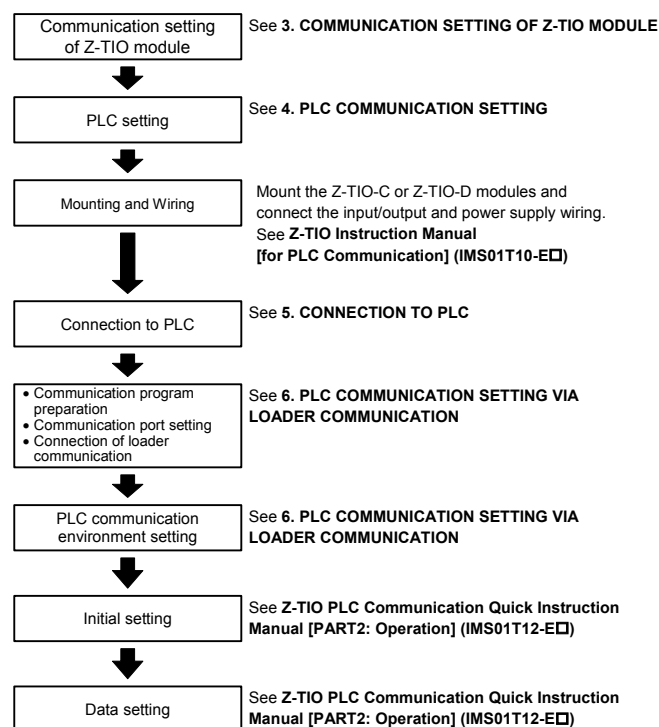 Communication setting
of Z-TIO module
See 3. COMMUNICATION SETTING OF Z-TIO MODULE
PLC setting
See 4. PLC COMMUNICATION SETTING
Mounting and Wiring
Mount the Z-TIO-C or Z-TIO-D modules and
connect the input/output and power supply wiring.
See Z-TIO Instruction Manual
[for PLC Communication] (IMS01T10-E□)
Connection to PLC
See 5. CONNECTION TO PLC
• Communication program
preparation
• Communication port setting
• Connection of loader
communication
See 6. PLC COMMUNICATION SETTING VIA
LOADER COMMUNICATION
PLC communication
environment setting
See 6. PLC COMMUNICATION SETTING VIA
LOADER COMMUNICATION
Initial setting
See Z-TIO PLC Communication Quick Instruction
Manual [PART2: Operation] (IMS01T12-E□)
Data setting
See Z-TIO PLC Communication Quick Instruction
Manual [PART2: Operation] (IMS01T12-E□)